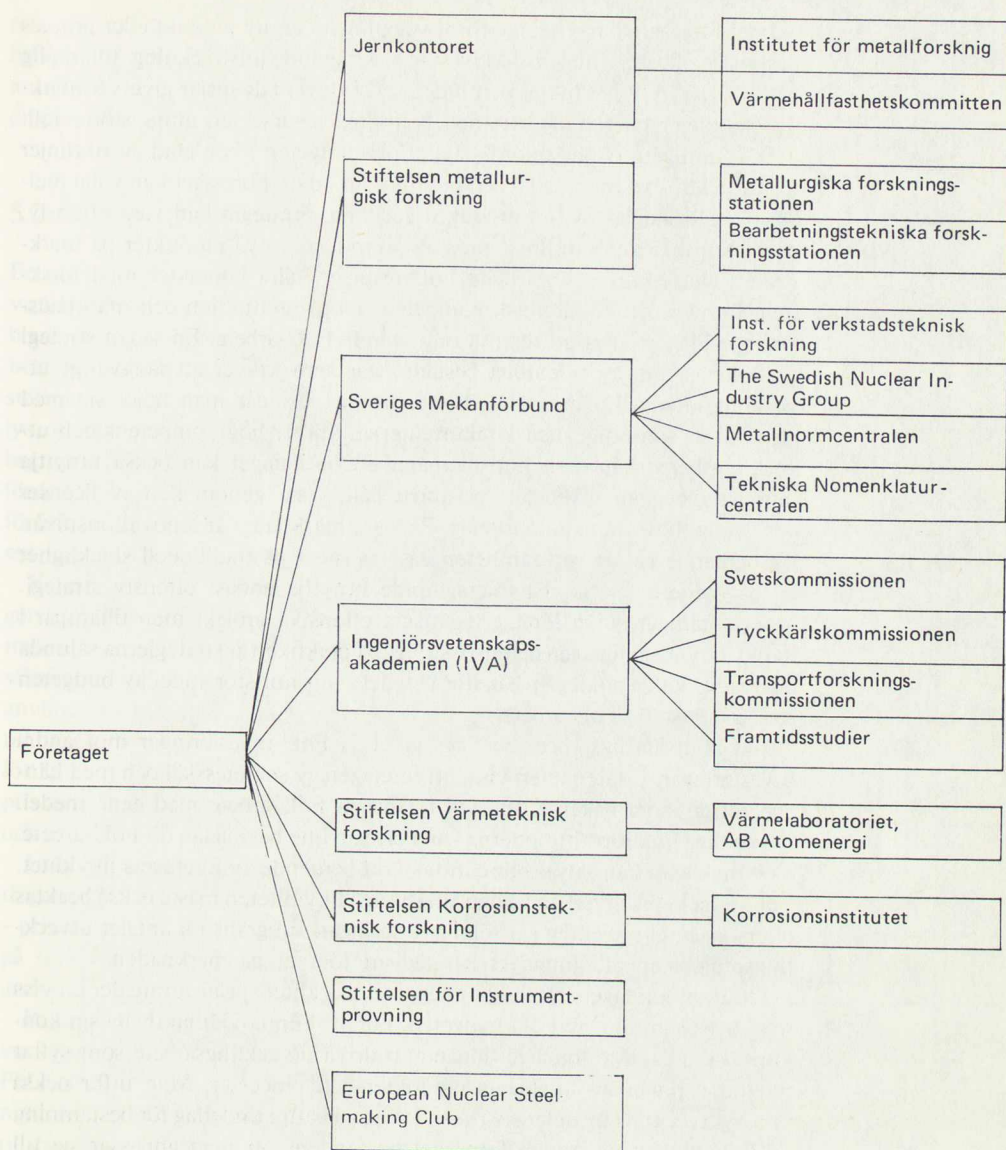 Jernkontoret
Institutet för metallforsknig
Värmehållfasthetskommitten
Stiftelsen metallur-
gisk forskning
Metallurgiska forsknings-
stationen
Bearbetningstekniska forsk-
ningsstationen
Sveriges Mekanförbund
Inst. för verkstadsteknisk
forskning
The Swedish Nuclear In-
dustry Group
Metallnormcentralen
Tekniska Nomenklatur-
centralen
Ingenjörsvetenskaps-
akademien (IVA)
Svetskommissionen
Tryckkärlskommissionen
Transportforsknings-
kommissionen
Framtidsstudier
Företaget
Stiftelsen Värmeteknisk
forskning
Värmelaboratoriet,
AB Atomenergi
Stiftelsen Korrosionstek-
nisk forskning
Korrosionsinstitutet
Stiftelsen för Instrument-
provning
European Nuclear Steel
making Club